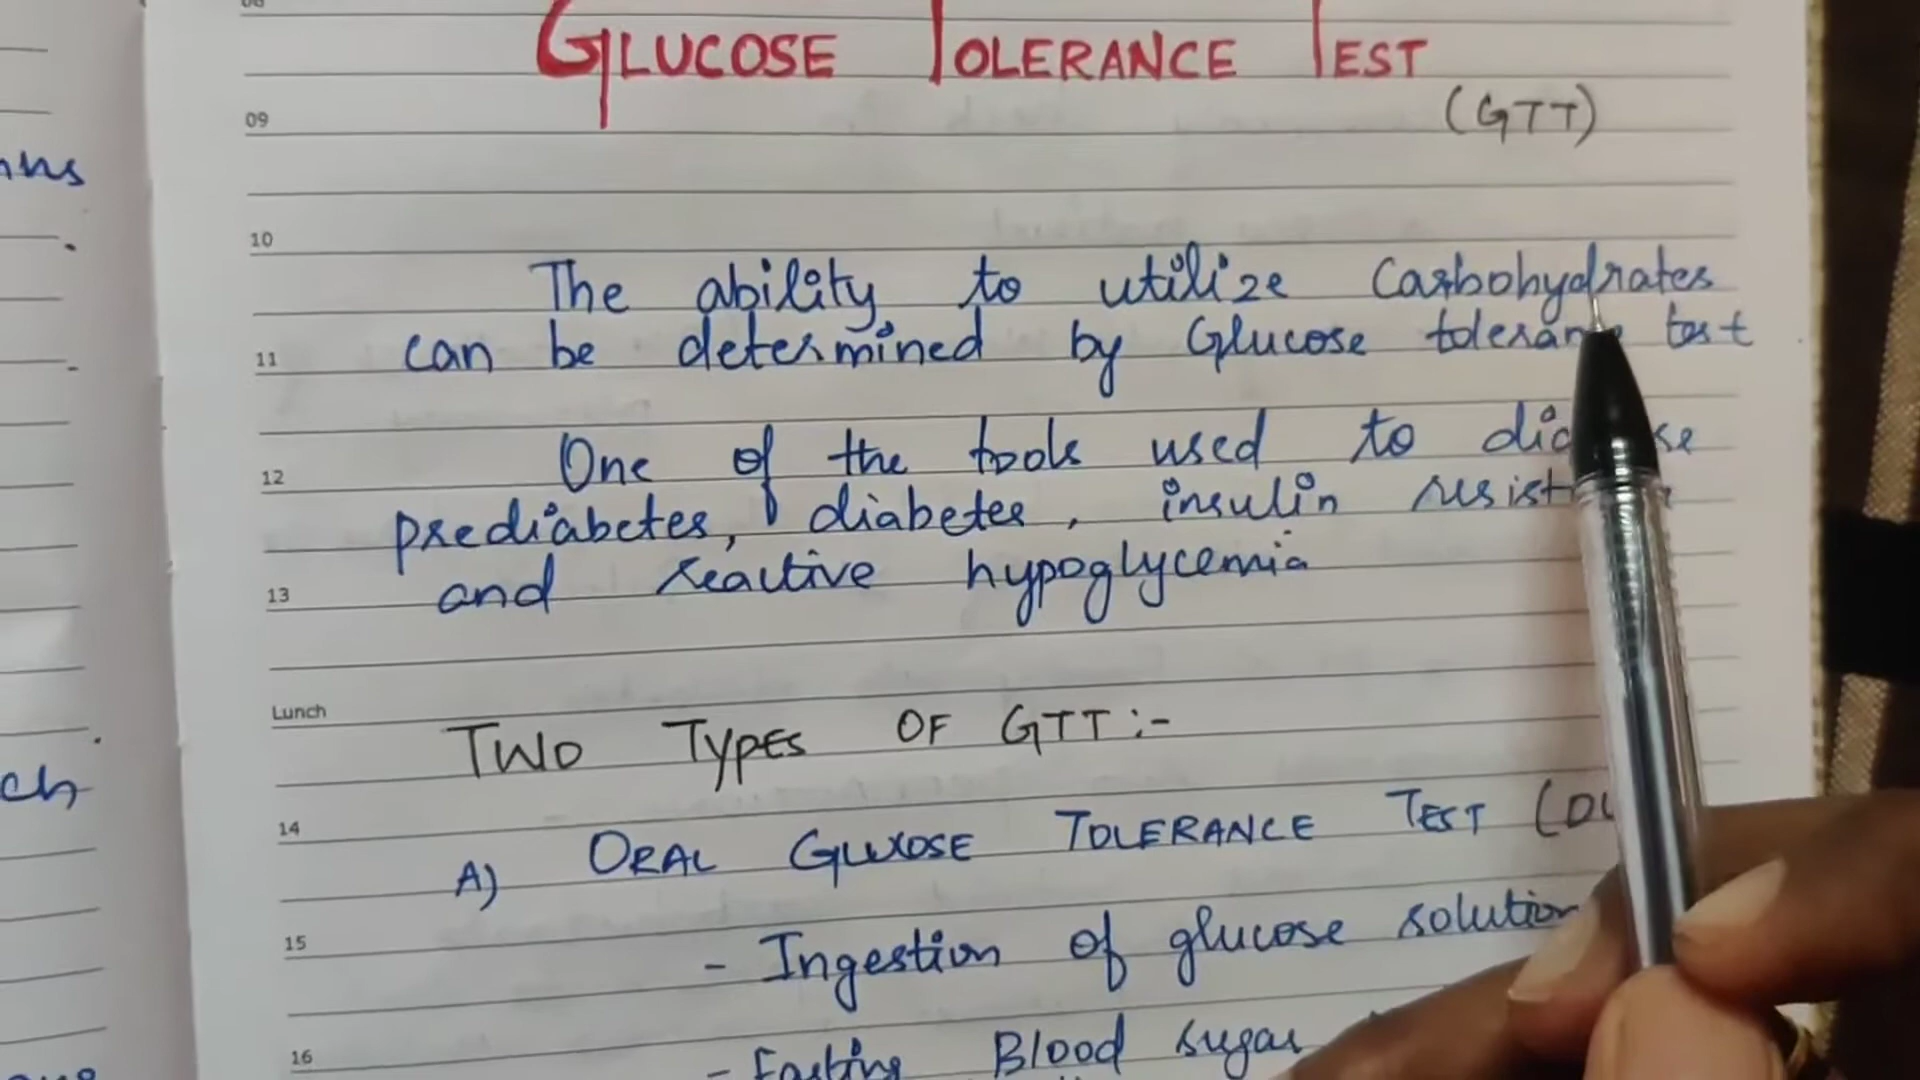 GLUCOSE TOLERANCE TEST
(GTT)
09
10
The ability to utilize Carbohydrates
11
can be determined by Glucose test
One of the tools used to
12
prediabetes, diabetes, insulin
and reactive hypoglycemia
13
Lunch
TWO TYPES OF GTT:-
14
A) ORAL GLUCOSE TOLERANCE TEST
15
- Ingestion of glucose solution
16
- Fasting Blood sugar